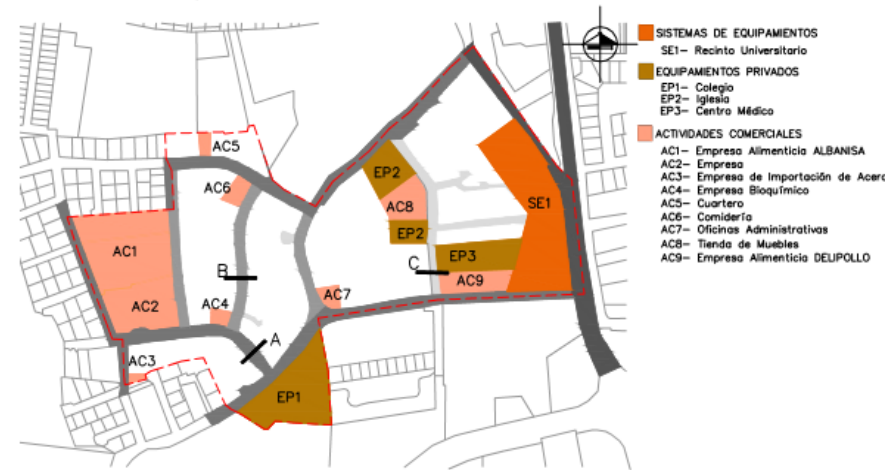 SISTEMAS DE EQUIPAMIENTOS
SE1- Recinto Universitario
EQUIPAMIENTOS PRIVADOS
EP1- Colegio
EP2- Iglesia
EP3- Centro Médico
ACTIVIDADES COMERCIALES
AC1- Empresa Alimenticia ALBANISA
AC2- Empresa
AC3- Empresa de Importación de Acero
AC4- Empresa Bioquímico
AC5- Cuartero
AC6- Comidería
AC7- Oficinas Administrativas
AC8- Tienda de Muebles
AC9- Empresa Alimenticia DELIPOLLO
AC5
AC6
EP2
AC8
SE1
EP2
AC1
B
C
EP3
AC9
AC7
AC2
AC4
A
AC3
EP1